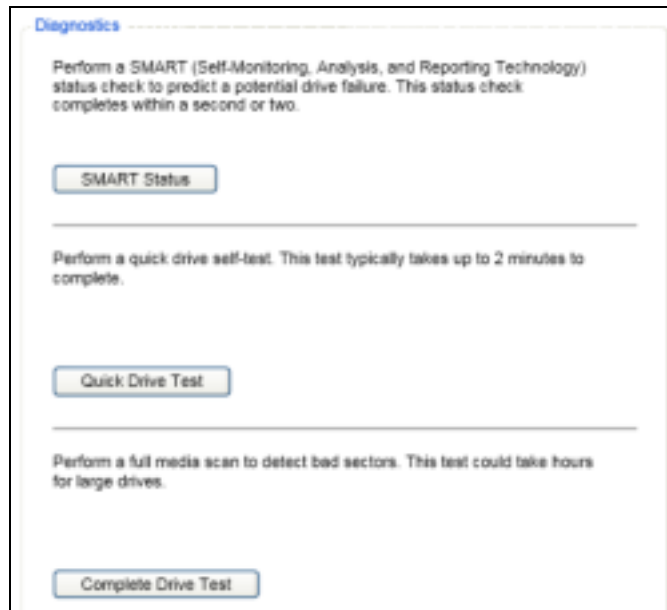 Diagnostics
Perform a SMART (Self-Monitoring, Analysis, and Reporting Technology)
status check to predict a potential drive failure. This status check
completes within a second or two.
SMART Status
Perform a quick drive self-test. This test typically takes up to 2 minutes to
complete.
Quick Drive Test
Perform a full media scan to detect bad sectors. This test could take hours
for large drives.
Complete Drive Test